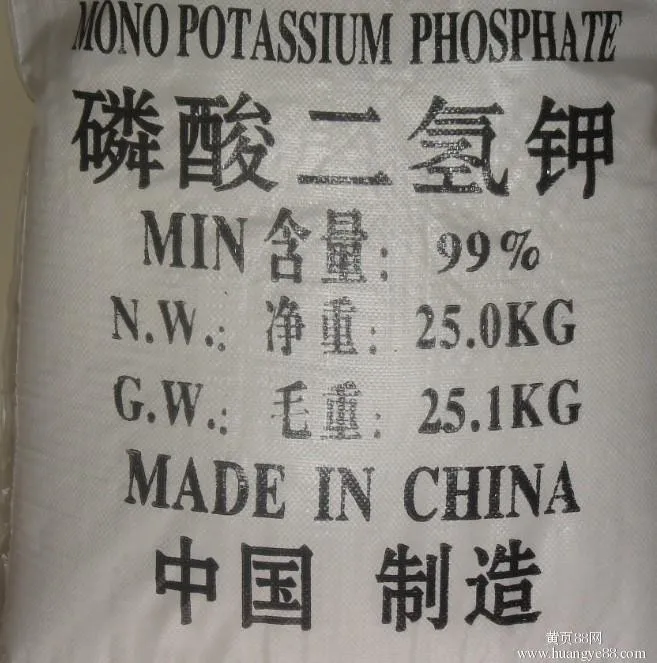 MONO POTASSIUM PHOSPHATE
磷酸二氢钾
MIN 含量: 99%
N.W.: 净重: 25.0KG
G.W.: 毛重: 25.1KG
MADE IN CHINA
中国 制造
黄页88网
www.huangye88.com